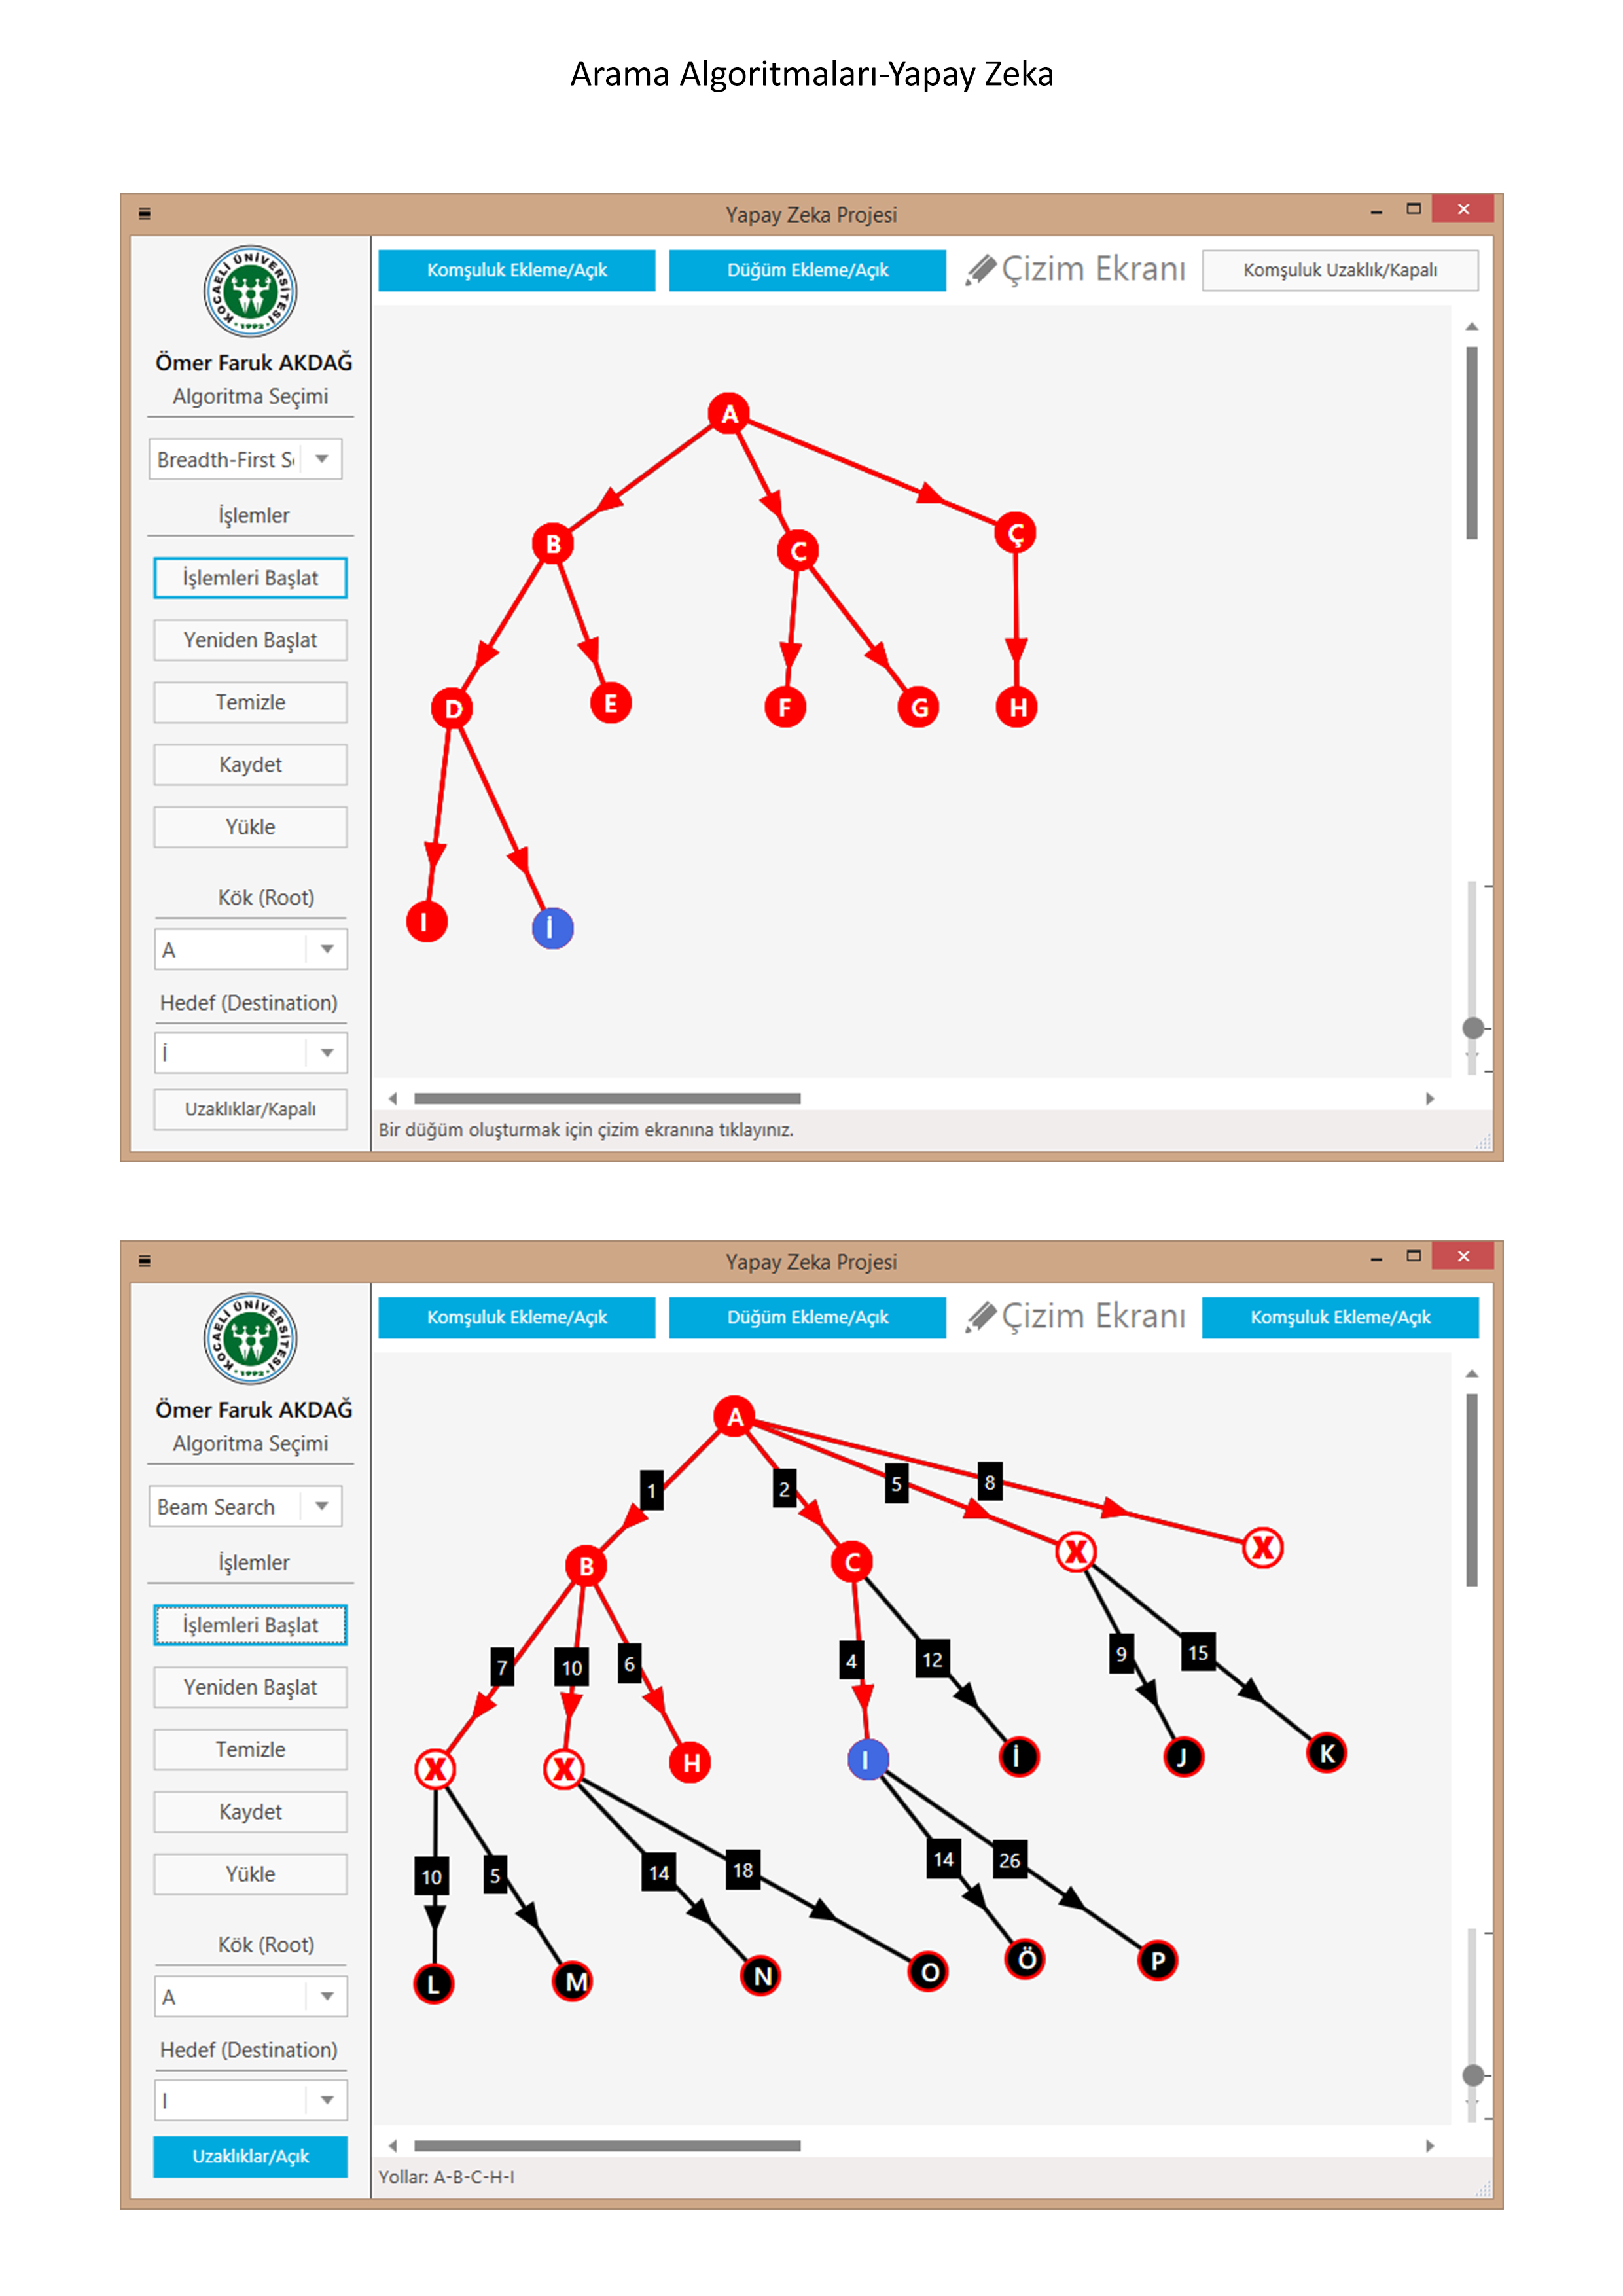 Arama Algoritmaları-Yapay Zeka
Yapay Zeka Projesi
KOCAELİ ÜNİVERSİTESİ
1992
Ömer Faruk AKDAĞ
Algoritma Seçimi
Breadth-First S
İşlemler
İşlemleri Başlat
Yeniden Başlat
Temizle
Kaydet
Yükle
Kök (Root)
A
Hedef (Destination)
İ
Uzaklıklar/Kapalı
Komşuluk Ekleme/Açık
Düğüm Ekleme/Açık
Çizim Ekranı
Komşuluk Uzaklık/Kapalı
A
B
C
Ç
D
E
F
G
H
I
İ
Bir düğüm oluşturmak için çizim ekranına tıklayınız.
Yapay Zeka Projesi
KOCAELİ ÜNİVERSİTESİ
1992
Ömer Faruk AKDAĞ
Algoritma Seçimi
Beam Search
İşlemler
İşlemleri Başlat
Yeniden Başlat
Temizle
Kaydet
Yükle
Kök (Root)
A
Hedef (Destination)
I
Uzaklıklar/Açık
Komşuluk Ekleme/Açık
Düğüm Ekleme/Açık
Çizim Ekranı
Komşuluk Ekleme/Açık
A
1
2
5
8
B
C
X
X
7
10
6
4
12
9
15
X
X
H
I
İ
J
K
10
5
14
18
14
26
L
M
N
O
Ö
P
Yollar: A-B-C-H-I